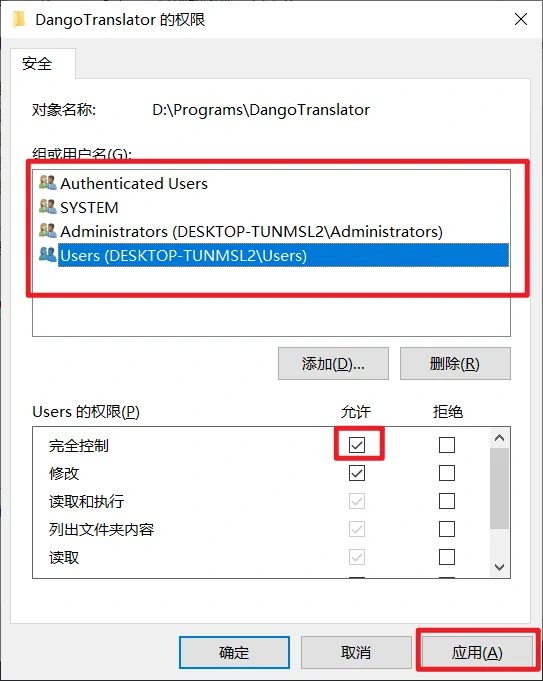 DangoTranslator 的权限
安全
对象名称: D:\Programs\DangoTranslator
组或用户名(G):
Authenticated Users
SYSTEM
Administrators (DESKTOP-TUNMSL2\Administrators)
Users (DESKTOP-TUNMSL2\Users)
添加(D)... 删除(R)
Users 的权限(P) 允许 拒绝
完全控制
修改
读取和执行
列出文件夹内容
读取
确定 取消 应用(A)